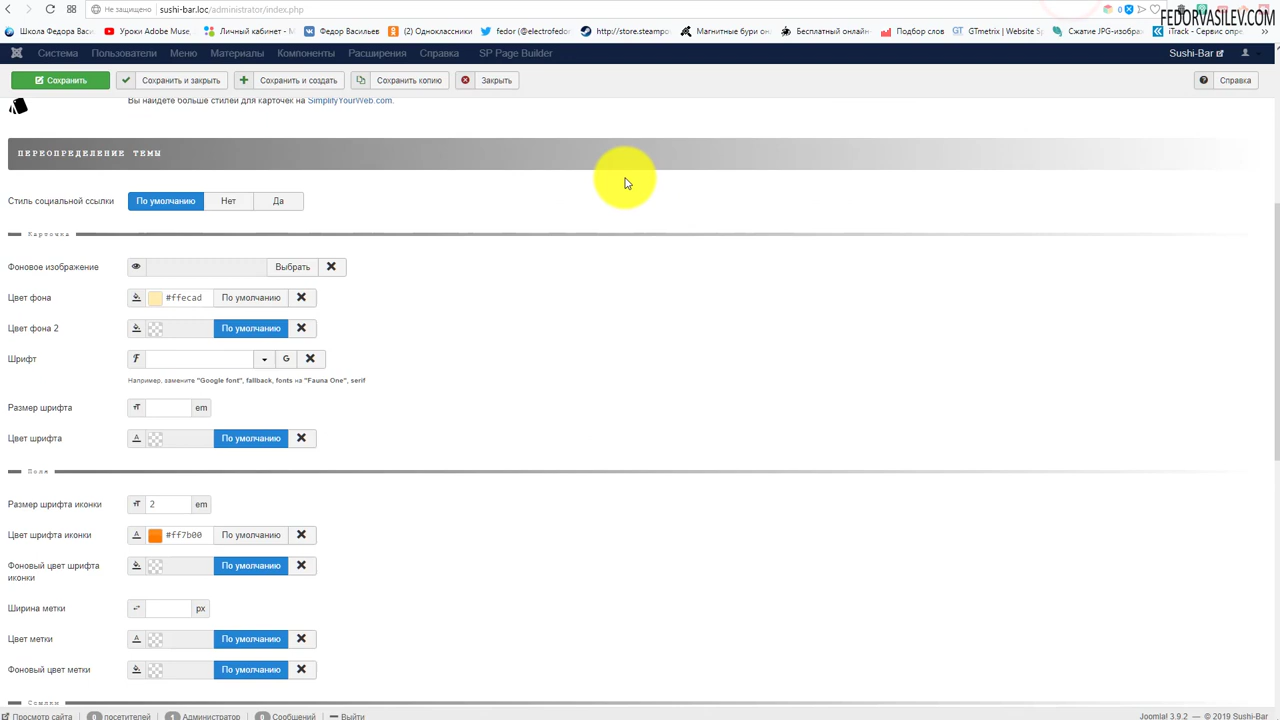 Не защищено sushi-bar.loc/administrator/index.php 0
FEDORVASILEV.COM
Школа Федора Васи Уроки Adobe Muse, Личный кабинет - M Федор Васильев (2) Одноклассники fedor (@electrofedor http://store.steampo Магнитные бури он Бесплатный онлайн Подбор слов GTmetrix | Website S Сжатие JPG-изобра iTrack - Сервис опре
Система Пользователи Меню Материалы Компоненты Расширения Справка SP Page Builder Sushi-Bar
Сохранить Сохранить и закрыть Сохранить и создать Сохранить копию Закрыть Справка
Вы найдете больше стилей для карточек на SimplifyYourWeb.com.
ПЕРЕОПРЕДЕЛЕНИЕ ТЕМЫ
Стиль социальной ссылки По умолчанию Нет Да
Карточка
Фоновое изображение Выбрать
Цвет фона #ffecad По умолчанию
Цвет фона 2 По умолчанию
Шрифт G
Например, замените "Google font", fallback, fonts на "Fauna One", serif
Размер шрифта em
Цвет шрифта По умолчанию
Поля
Размер шрифта иконки 2 em
Цвет шрифта иконки #ff7b00 По умолчанию
Фоновый цвет шрифта иконки По умолчанию
Ширина метки px
Цвет метки По умолчанию
Фоновый цвет метки По умолчанию
Ссылки
Просмотр сайта 0 посетителей 1 Администратор 0 Сообщений Выйти Joomla! 3.9.2 — © 2019 Sushi-Bar